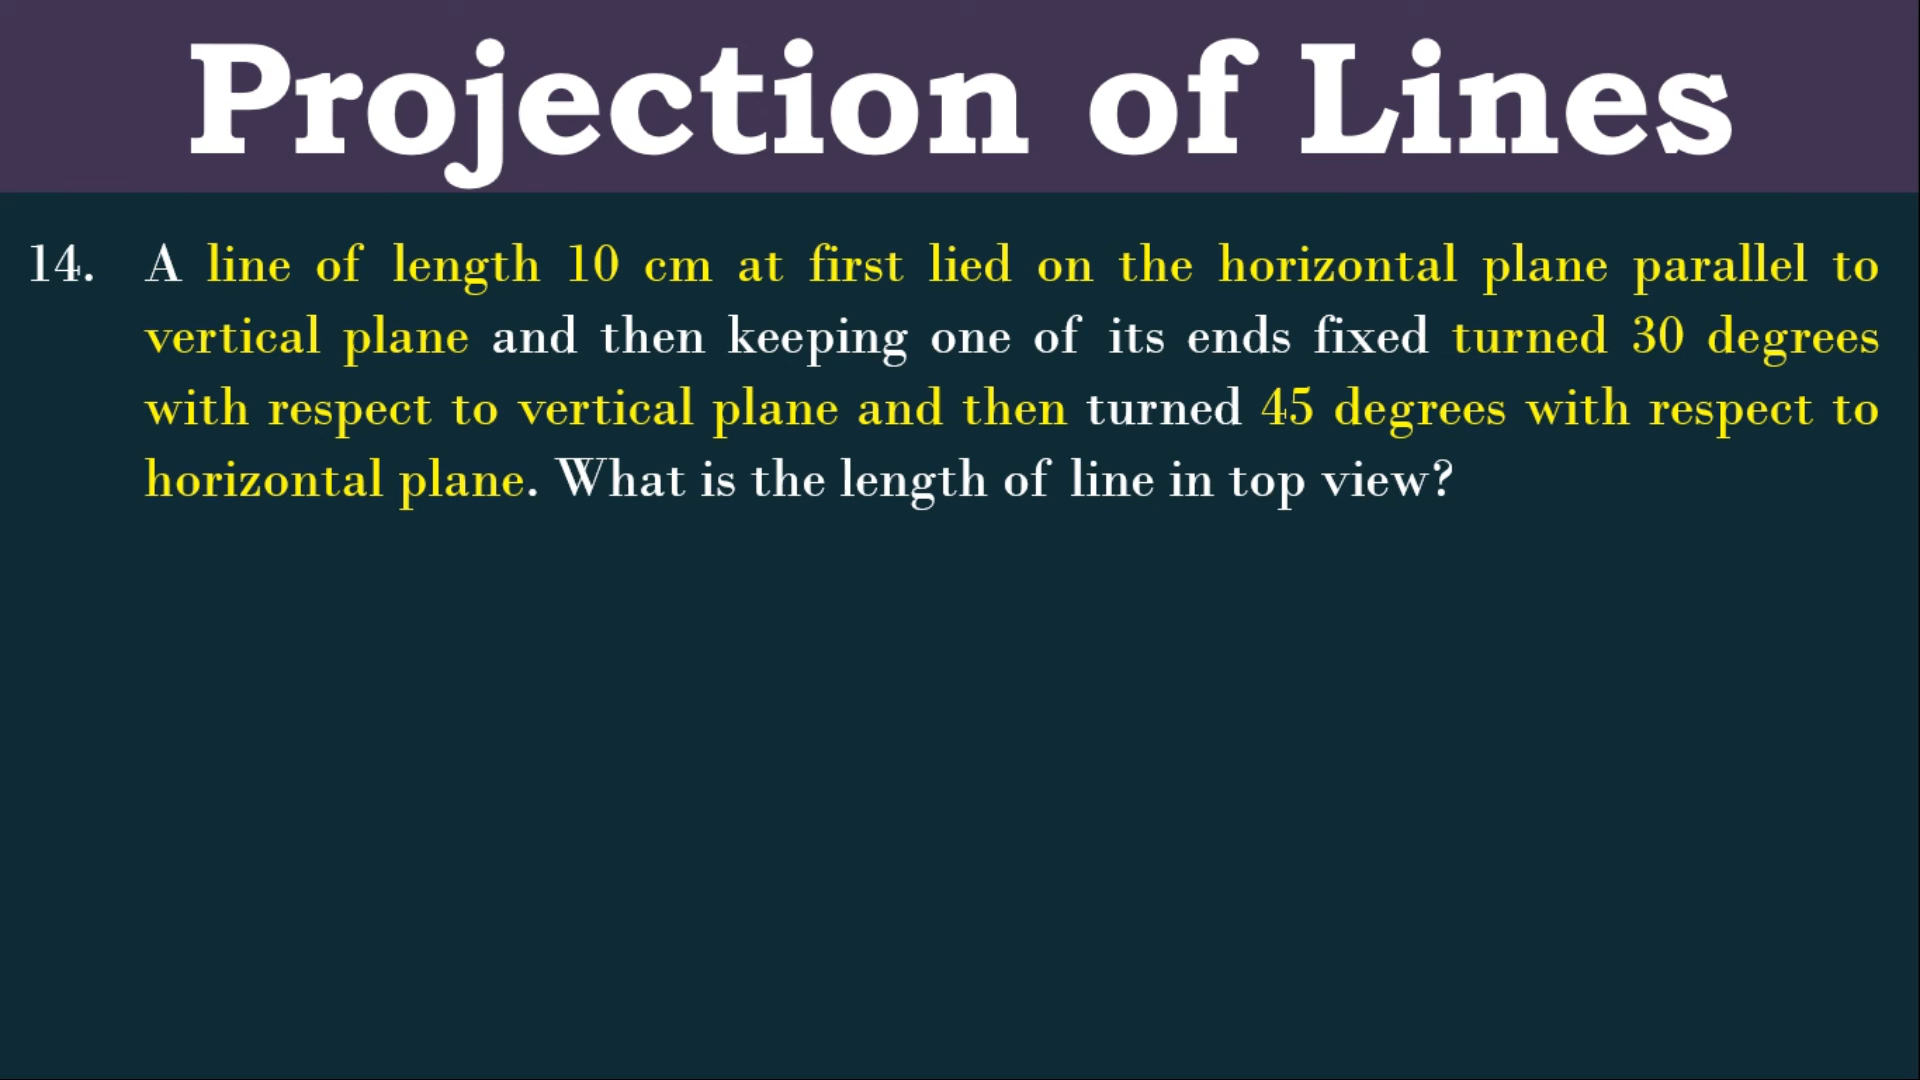 Projection of Lines
14. A line of length 10 cm at first lied on the horizontal plane parallel to
vertical plane and then keeping one of its ends fixed turned 30 degrees
with respect to vertical plane and then turned 45 degrees with respect to
horizontal plane. What is the length of line in top view?